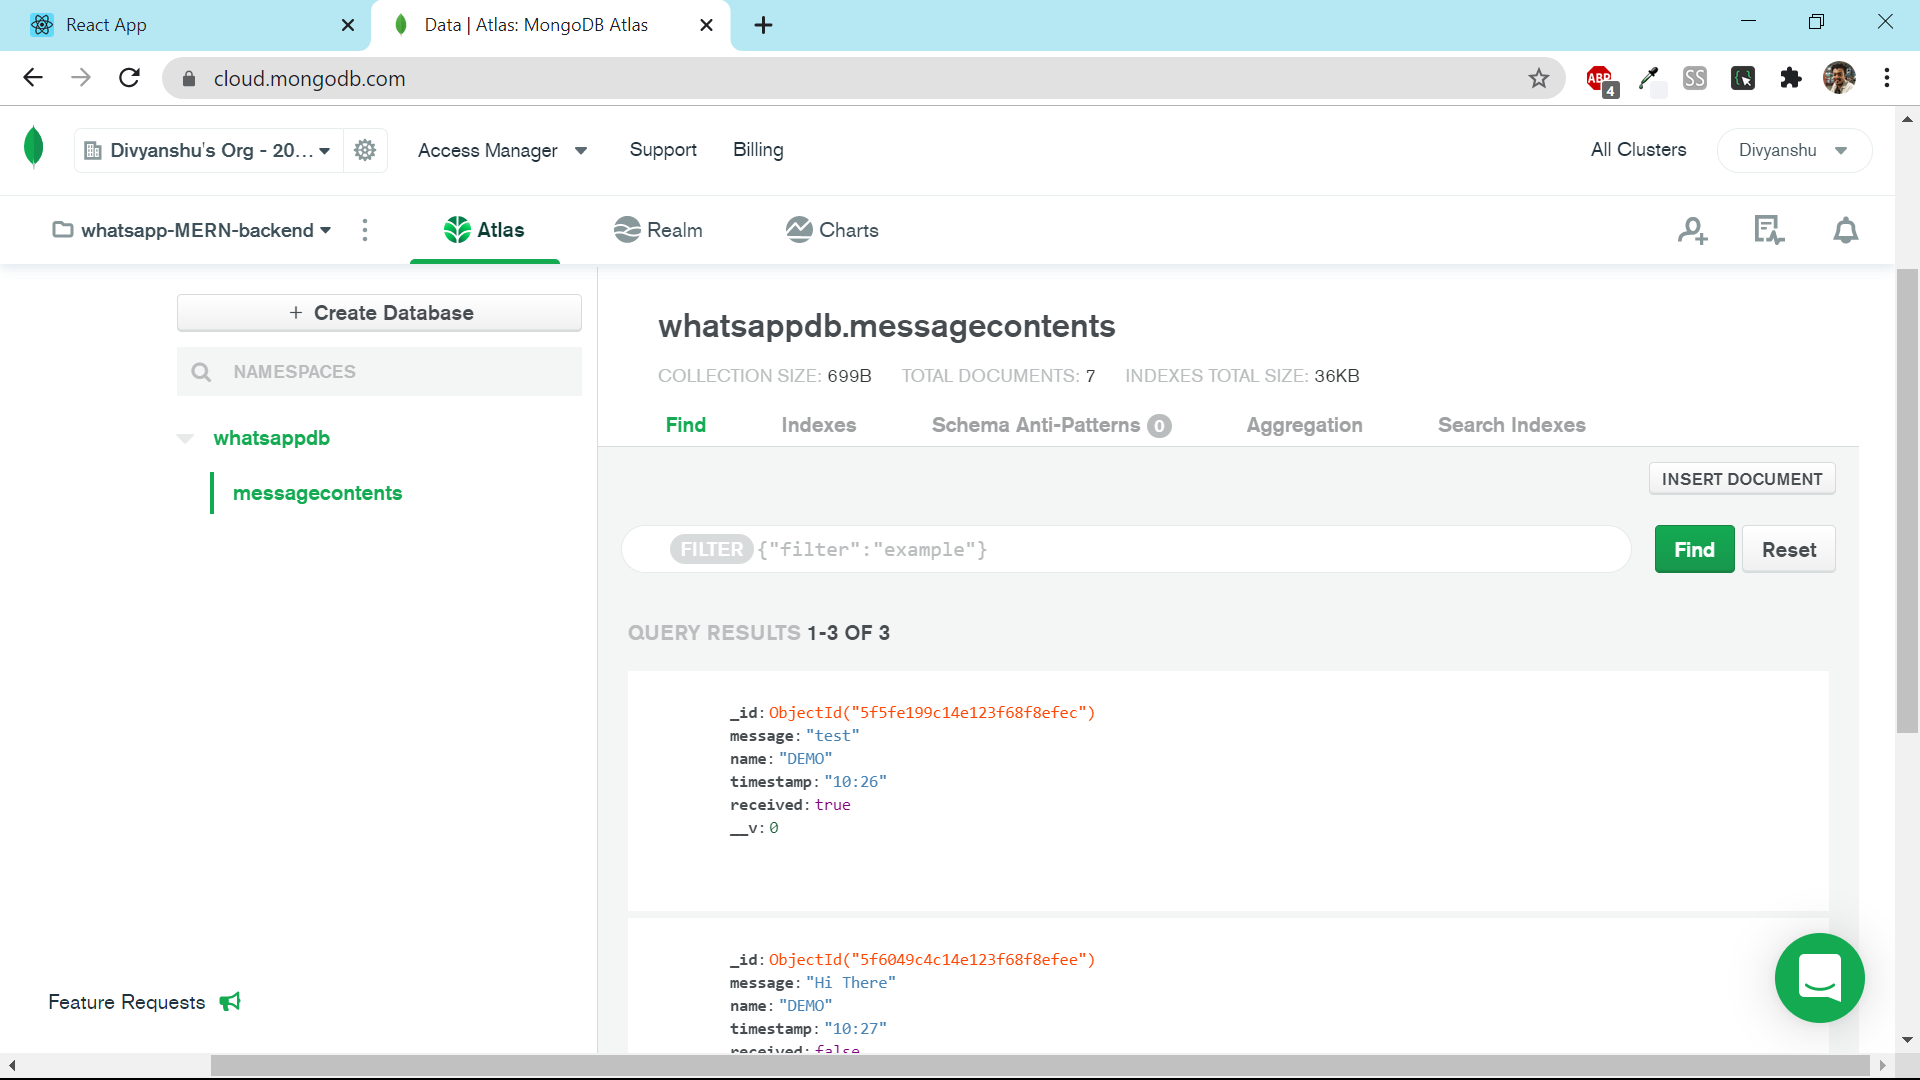 React App
Data | Atlas: MongoDB Atlas
cloud.mongodb.com
ABP
4
SS
Divyanshu's Org - 20...
Access Manager
Support
Billing
All Clusters
Divyanshu
whatsapp-MERN-backend
Atlas
Realm
Charts
+ Create Database
NAMESPACES
whatsappdb
messagecontents
Feature Requests
whatsappdb.messagecontents
COLLECTION SIZE: 699B TOTAL DOCUMENTS: 7 INDEXES TOTAL SIZE: 36KB
Find Indexes Schema Anti-Patterns 0 Aggregation Search Indexes
INSERT DOCUMENT
FILTER {"filter":"example"}
Find
Reset
QUERY RESULTS 1-3 OF 3
_id: ObjectId("5f5fe199c14e123f68f8efec")
message: "test"
name: "DEMO"
timestamp: "10:26"
received: true
__v: 0
_id: ObjectId("5f6049c4c14e123f68f8efee")
message: "Hi There"
name: "DEMO"
timestamp: "10:27"
received: false